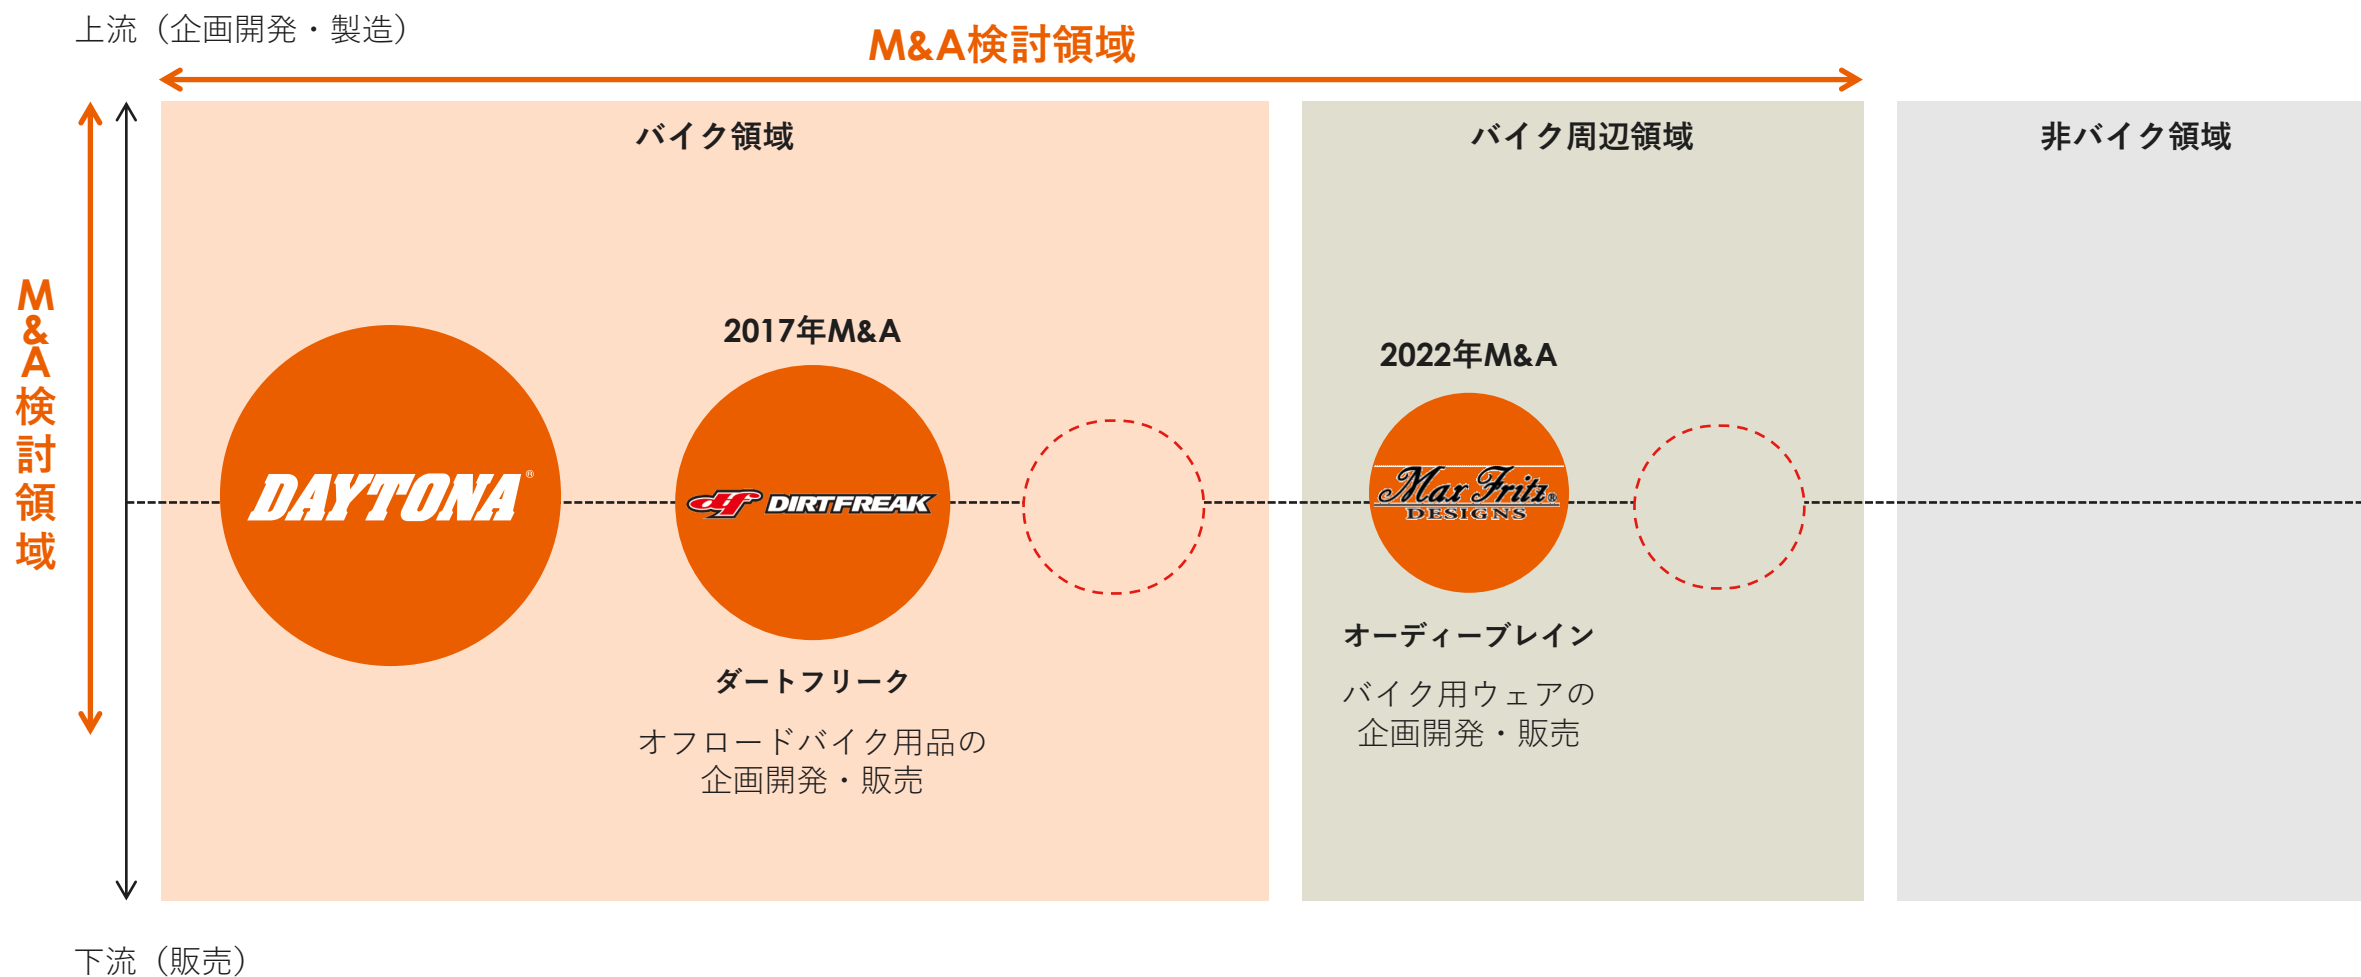 上流（企画開発・製造）
M&A検討領域
M&A検討領域
バイク領域
バイク周辺領域
非バイク領域
2017年M&A
2022年M&A
DAYTONA®
df DIRTFREAK
Max Fritz®
DESIGNS
ダートフリーク
オフロードバイク用品の
企画開発・販売
オーディーブレイン
バイク用ウェアの
企画開発・販売
下流（販売）